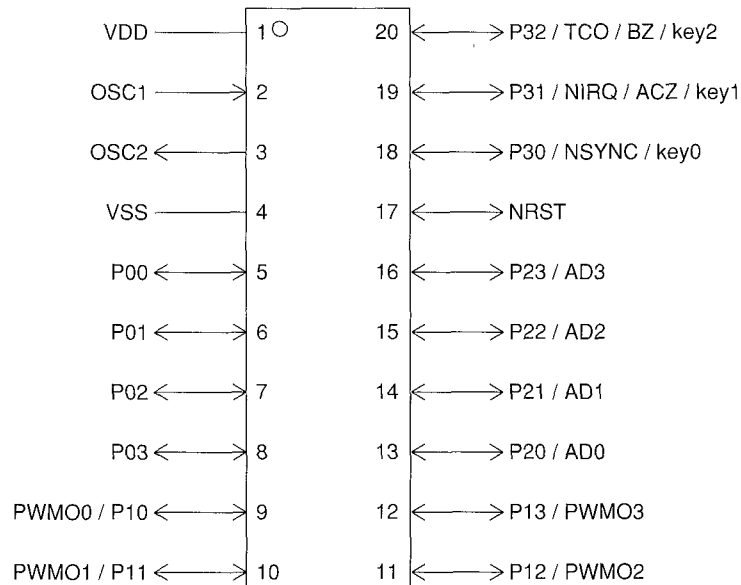 VDD 1 20 P32 / TCO / BZ / key2
OSC1 2 19 P31 / NIRQ / ACZ / key1
OSC2 3 18 P30 / NSYNC / key0
VSS 4 17 NRST
P00 5 16 P23 / AD3
P01 6 15 P22 / AD2
P02 7 14 P21 / AD1
P03 8 13 P20 / AD0
PWMO0 / P10 9 12 P13 / PWMO3
PWMO1 / P11 10 11 P12 / PWMO2